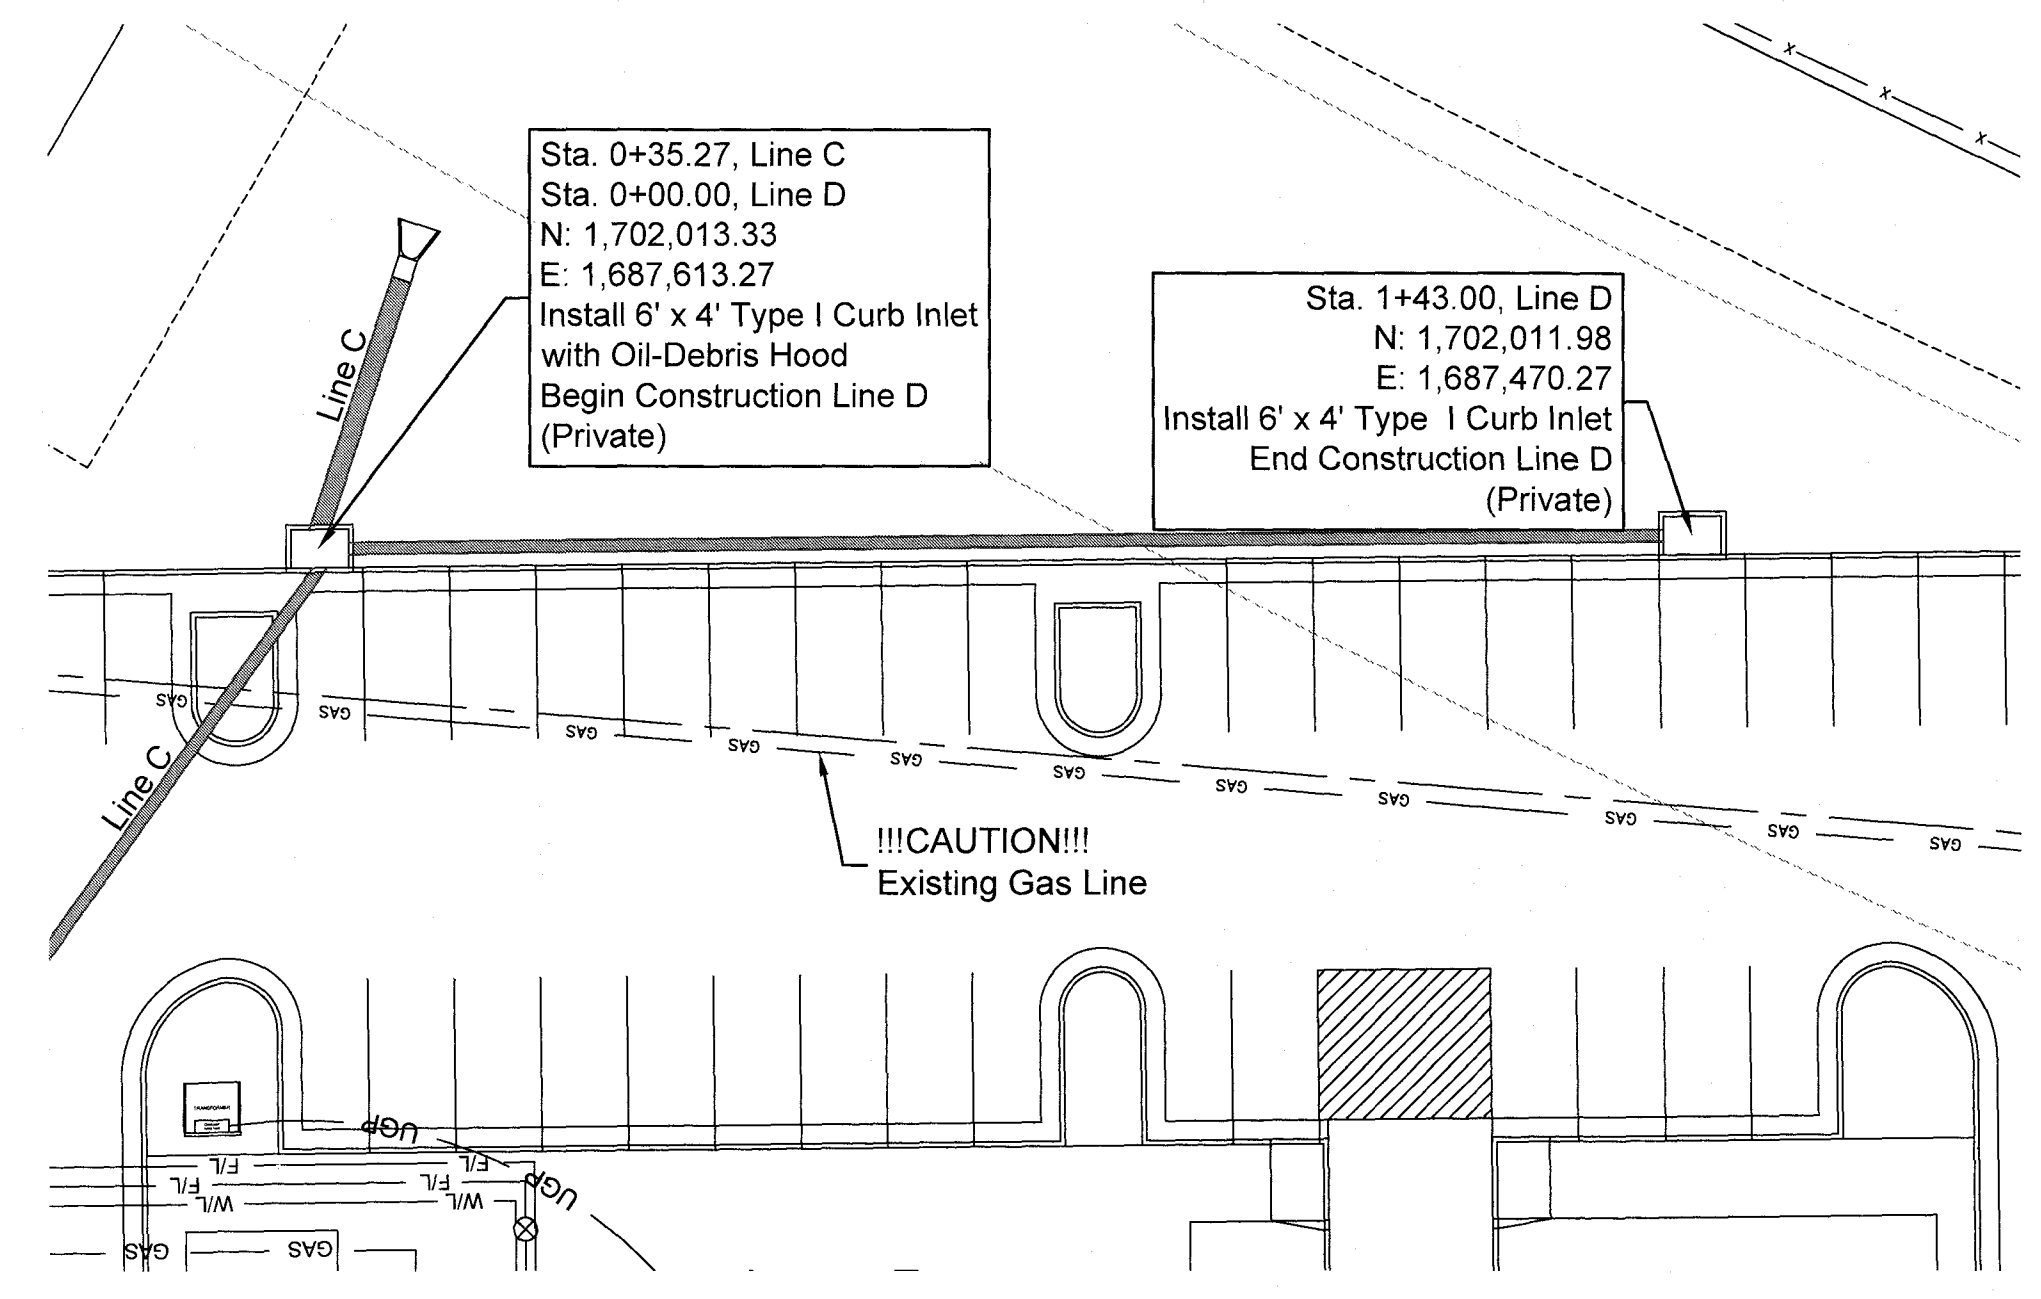 Sta. 0+35.27, Line C
Sta. 0+00.00, Line D
N: 1,702,013.33
E: 1,687,613.27
Install 6' x 4' Type I Curb Inlet
with Oil-Debris Hood
Begin Construction Line D
(Private)
Sta. 1+43.00, Line D
N: 1,702,011.98
E: 1,687,470.27
Install 6' x 4' Type I Curb Inlet
End Construction Line D
(Private)
x
x
x
Line C
Line C
GAS
GAS
GAS
GAS
GAS
GAS
GAS
GAS
GAS
GAS
GAS
!!!CAUTION!!!
Existing Gas Line
TRANSFORMER
UGP
UGP
F/L
F/L
F/L
F/L
W/L
W/L
GAS
GAS